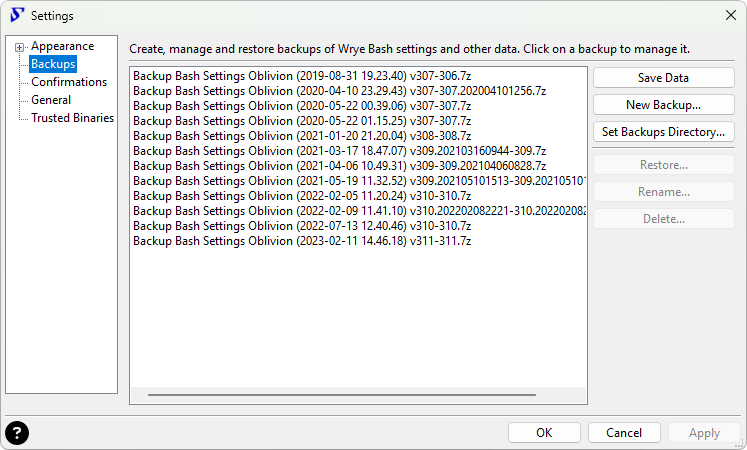 Settings
Appearance
Backups
Confirmations
General
Trusted Binaries
Create, manage and restore backups of Wrye Bash settings and other data. Click on a backup to manage it.
Backup Bash Settings Oblivion (2019-08-31 19.23.40) v307-306.7z
Backup Bash Settings Oblivion (2020-04-10 23.29.43) v307-307.202004101256.7z
Backup Bash Settings Oblivion (2020-05-22 00.39.06) v307-307.7z
Backup Bash Settings Oblivion (2020-05-22 01.15.25) v307-307.7z
Backup Bash Settings Oblivion (2021-01-20 21.20.04) v308-308.7z
Backup Bash Settings Oblivion (2021-03-17 18.47.07) v309.202103160944-309.7z
Backup Bash Settings Oblivion (2021-04-06 10.49.31) v309-309.202104060828.7z
Backup Bash Settings Oblivion (2021-05-19 11.32.52) v309.202105101513-309.202105101
Backup Bash Settings Oblivion (2022-02-05 11.20.24) v310-310.7z
Backup Bash Settings Oblivion (2022-02-09 11.41.10) v310.202202082221-310.202202082
Backup Bash Settings Oblivion (2022-07-13 12.40.46) v310-310.7z
Backup Bash Settings Oblivion (2023-02-11 14.46.18) v311-311.7z
Save Data
New Backup...
Set Backups Directory...
Restore...
Rename...
Delete...
?
OK
Cancel
Apply